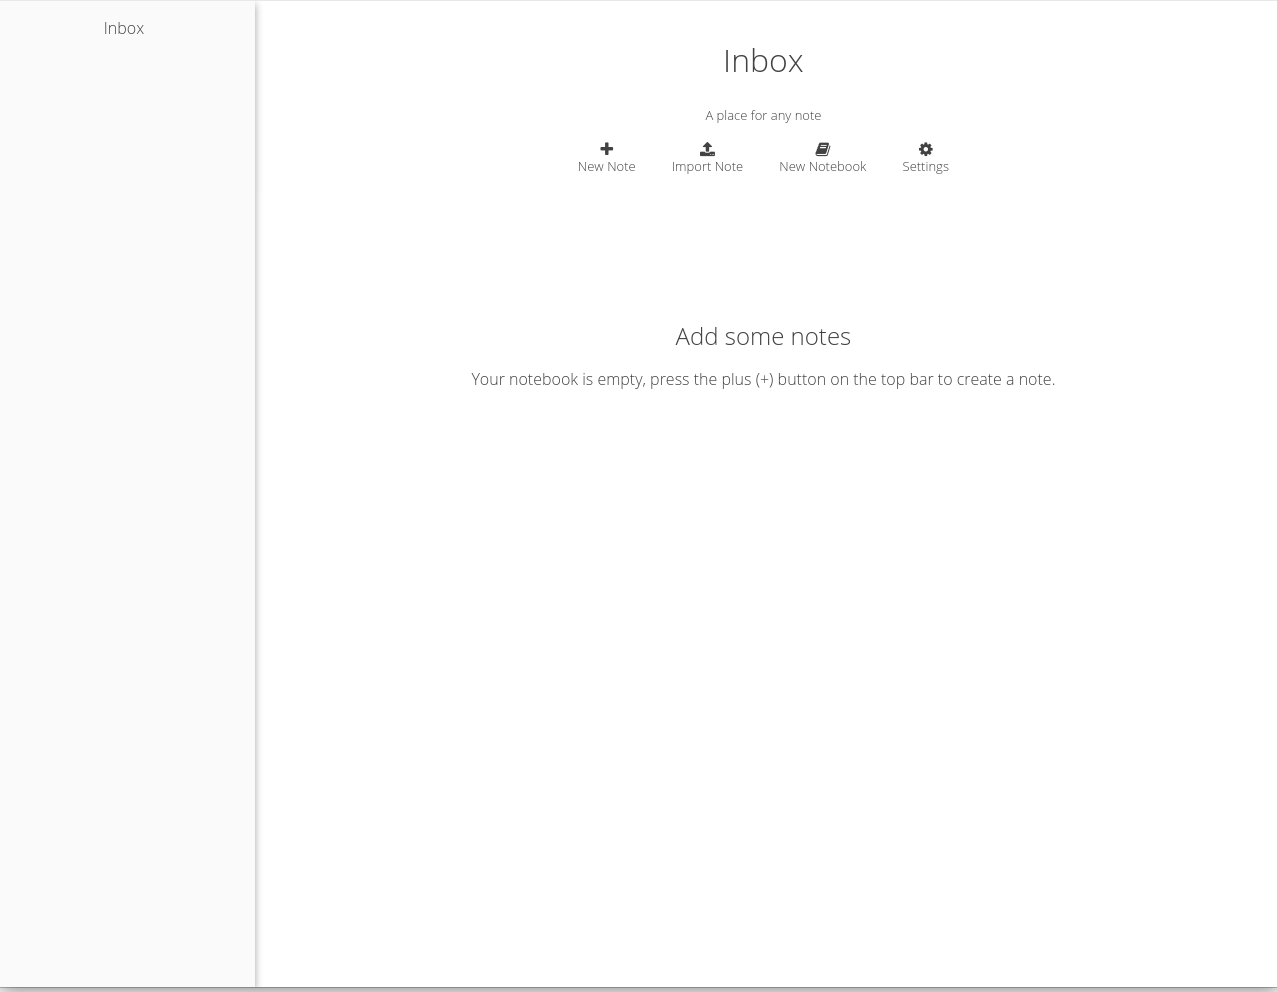 Inbox
Inbox
A place for any note
New Note
Import Note
New Notebook
Settings
Add some notes
Your notebook is empty, press the plus (+) button on the top bar to create a note.